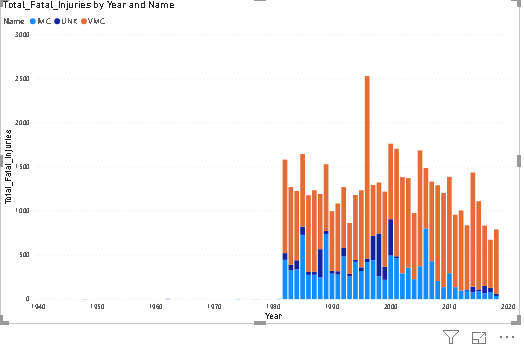 Total_Fatal_Injuries by Year and Name
Name IMC UNK VMC
3000
2500
2000
1500
1000
500
0
Total_Fatal_Injuries
1940 1950 1960 1970 1980 1990 2000 2010 2020
Year